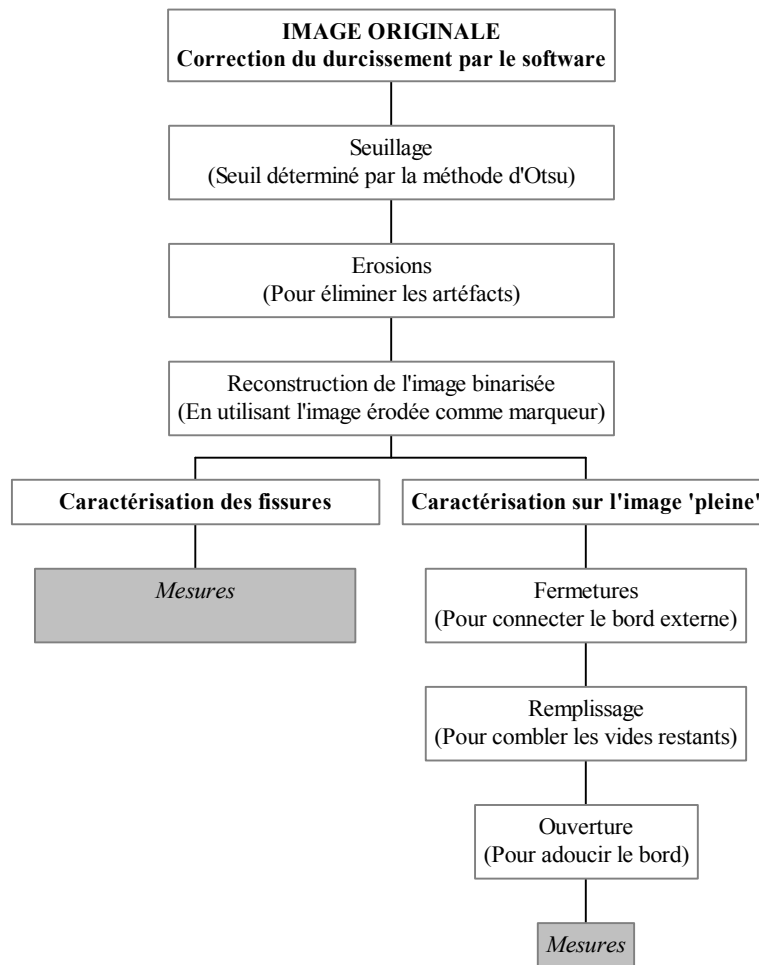 IMAGE ORIGINALE
Correction du durcissement par le software
Seuillage
(Seuil déterminé par la méthode d'Otsu)
Erosions
(Pour éliminer les artéfacts)
Reconstruction de l'image binarisée
(En utilisant l'image érodée comme marqueur)
Caractérisation des fissures
Caractérisation sur l'image 'pleine'
Mesures
Fermetures
(Pour connecter le bord externe)
Remplissage
(Pour combler les vides restants)
Ouverture
(Pour adoucir le bord)
Mesures